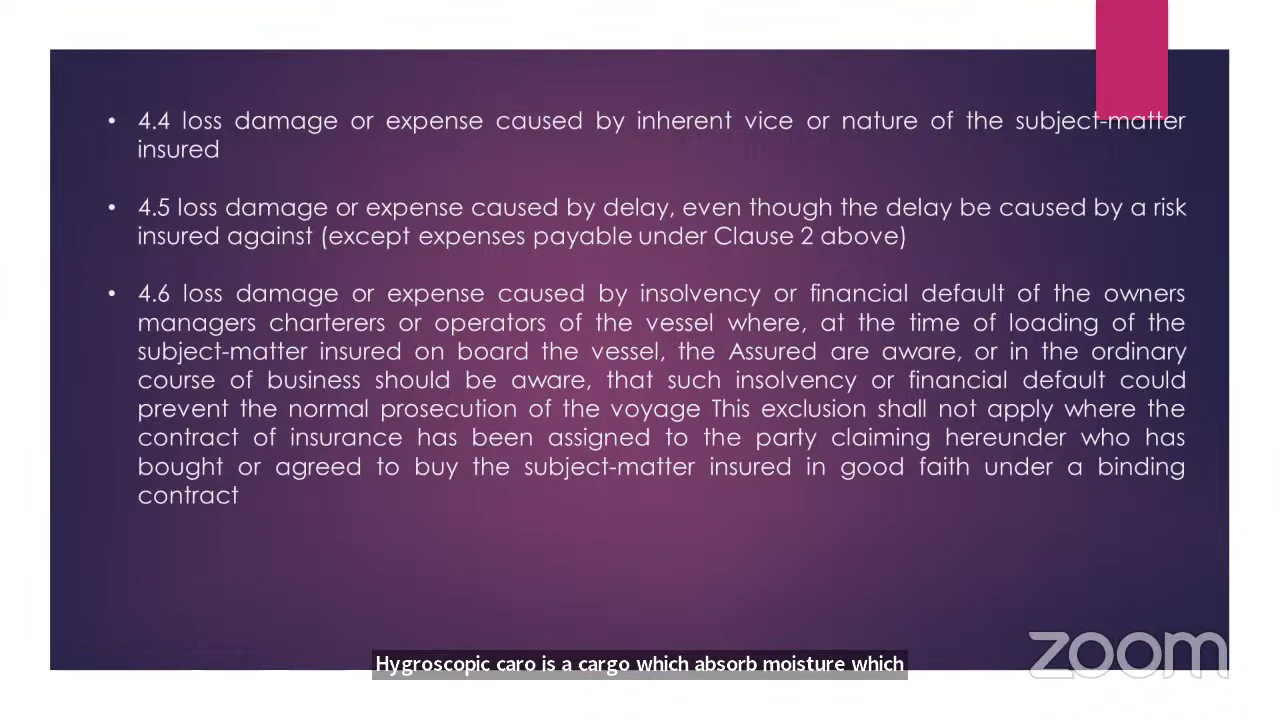 • 4.4 loss damage or expense caused by inherent vice or nature of the subject-matter
insured
• 4.5 loss damage or expense caused by delay, even though the delay be caused by a risk
insured against (except expenses payable under Clause 2 above)
• 4.6 loss damage or expense caused by insolvency or financial default of the owners
managers charterers or operators of the vessel where, at the time of loading of the
subject-matter insured on board the vessel, the Assured are aware, or in the ordinary
course of business should be aware, that such insolvency or financial default could
prevent the normal prosecution of the voyage This exclusion shall not apply where the
contract of insurance has been assigned to the party claiming hereunder who has
bought or agreed to buy the subject-matter insured in good faith under a binding
contract
zoom
Hygroscopic caro is a cargo which absorb moisture which